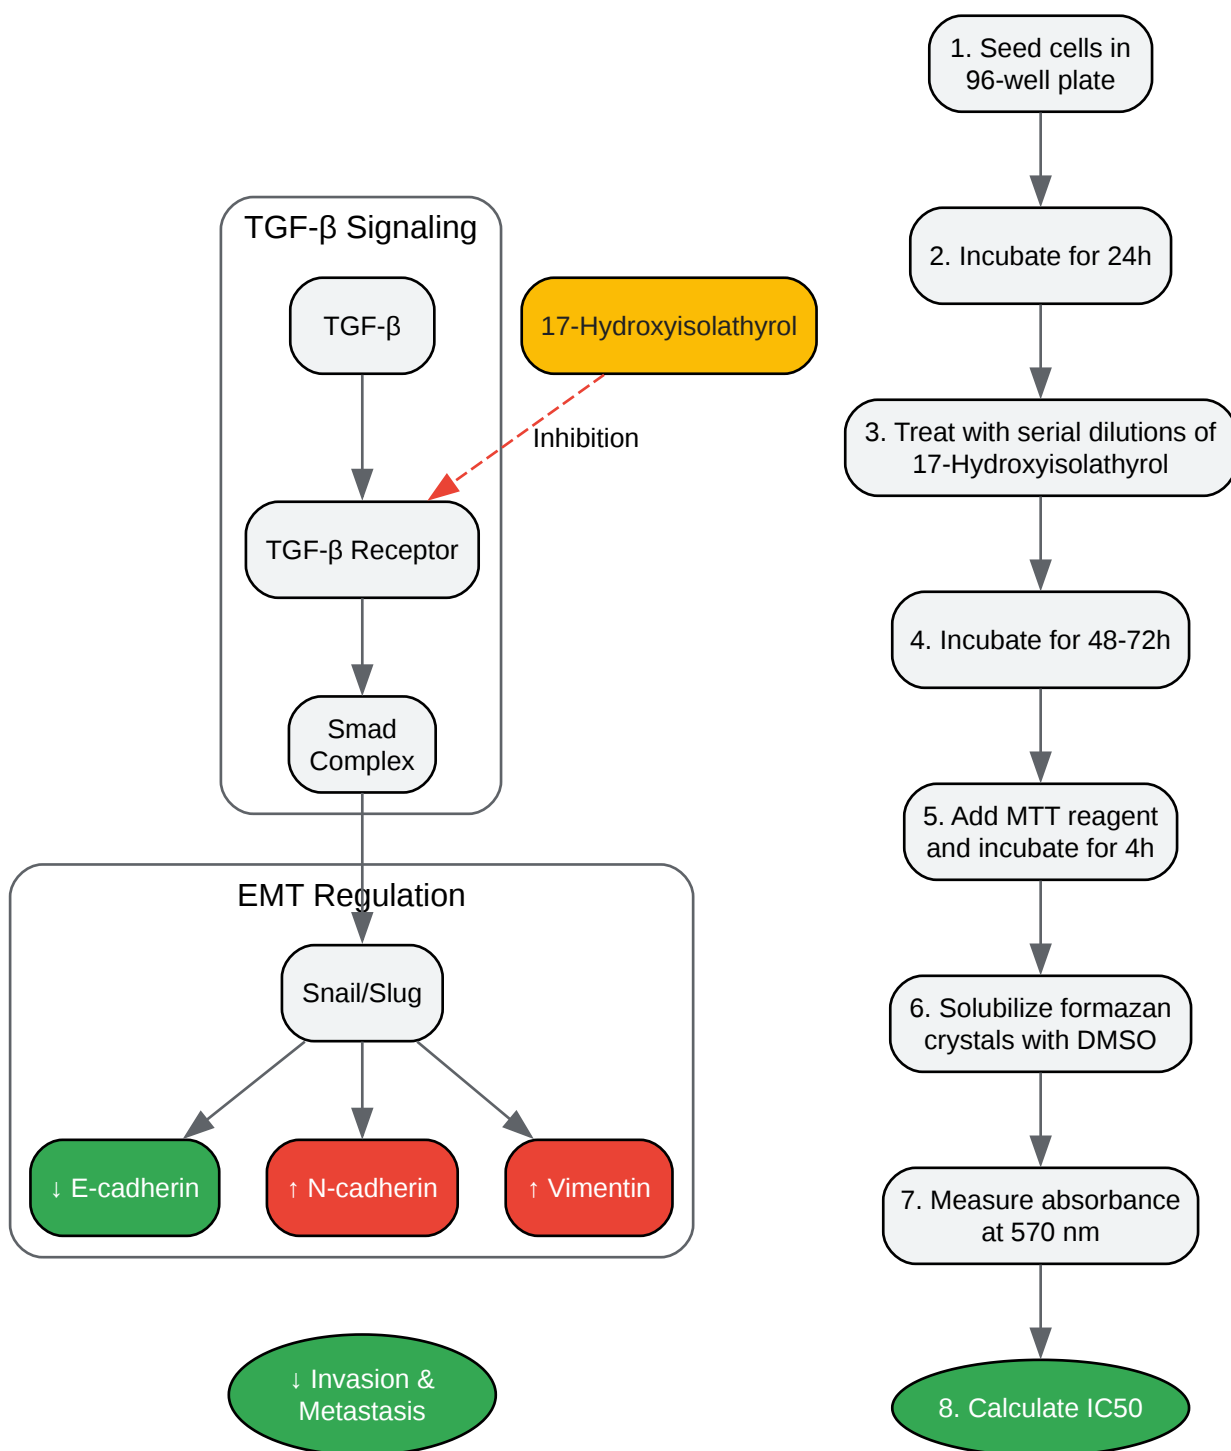 TGF-β Signaling
TGF-β
17-Hydroxyisolathyrol
Inhibition
TGF-β Receptor
Smad
Complex
EMT Regulation
Snail/Slug
↓ E-cadherin
↑ N-cadherin
↑ Vimentin
↓ Invasion &
Metastasis
1. Seed cells in
96-well plate
2. Incubate for 24h
3. Treat with serial dilutions of
17-Hydroxyisolathyrol
4. Incubate for 48-72h
5. Add MTT reagent
and incubate for 4h
6. Solubilize formazan
crystals with DMSO
7. Measure absorbance
at 570 nm
8. Calculate IC50